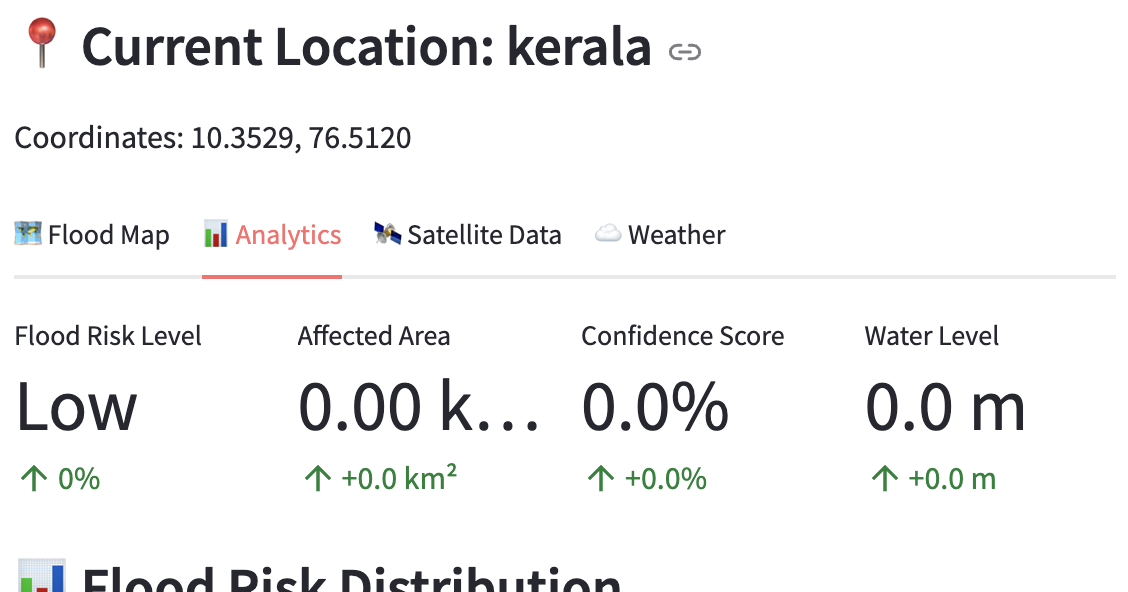 Current Location: kerala
Coordinates: 10.3529, 76.5120
Flood Map Analytics Satellite Data Weather
Flood Risk Level Affected Area Confidence Score Water Level
Low 0.00 k... 0.0% 0.0 m
↑ 0% ↑ +0.0 km² ↑ +0.0% ↑ +0.0 m
Flood Risk Distribution